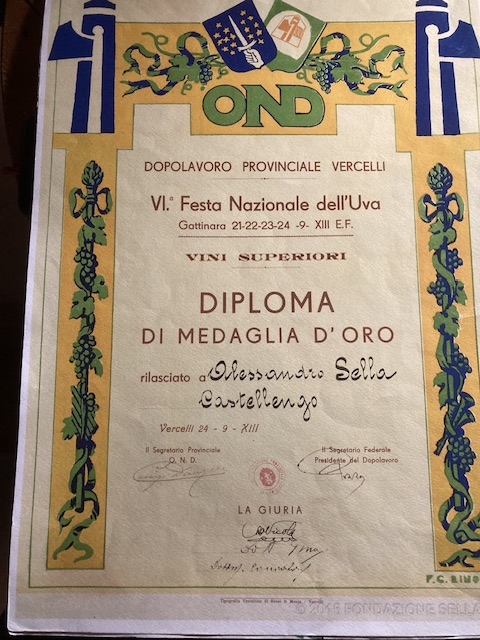 OND
DOPOLAVORO PROVINCIALE VERCELLI
VI.ª Festa Nazionale dell'Uva
Gattinara 21-22-23-24 -9- XIII E.F.
VINI SUPERIORI
DIPLOMA
DI MEDAGLIA D'ORO
rilasciato a Alessandro Sella
Castellengo
Vercelli 24 - 9 - XIII
Il Segretario Provinciale
O. N. D.
Il Segretario Federale
Presidente del Dopolavoro
LA GIURIA
© 2016 FONDAZIONE SELLA